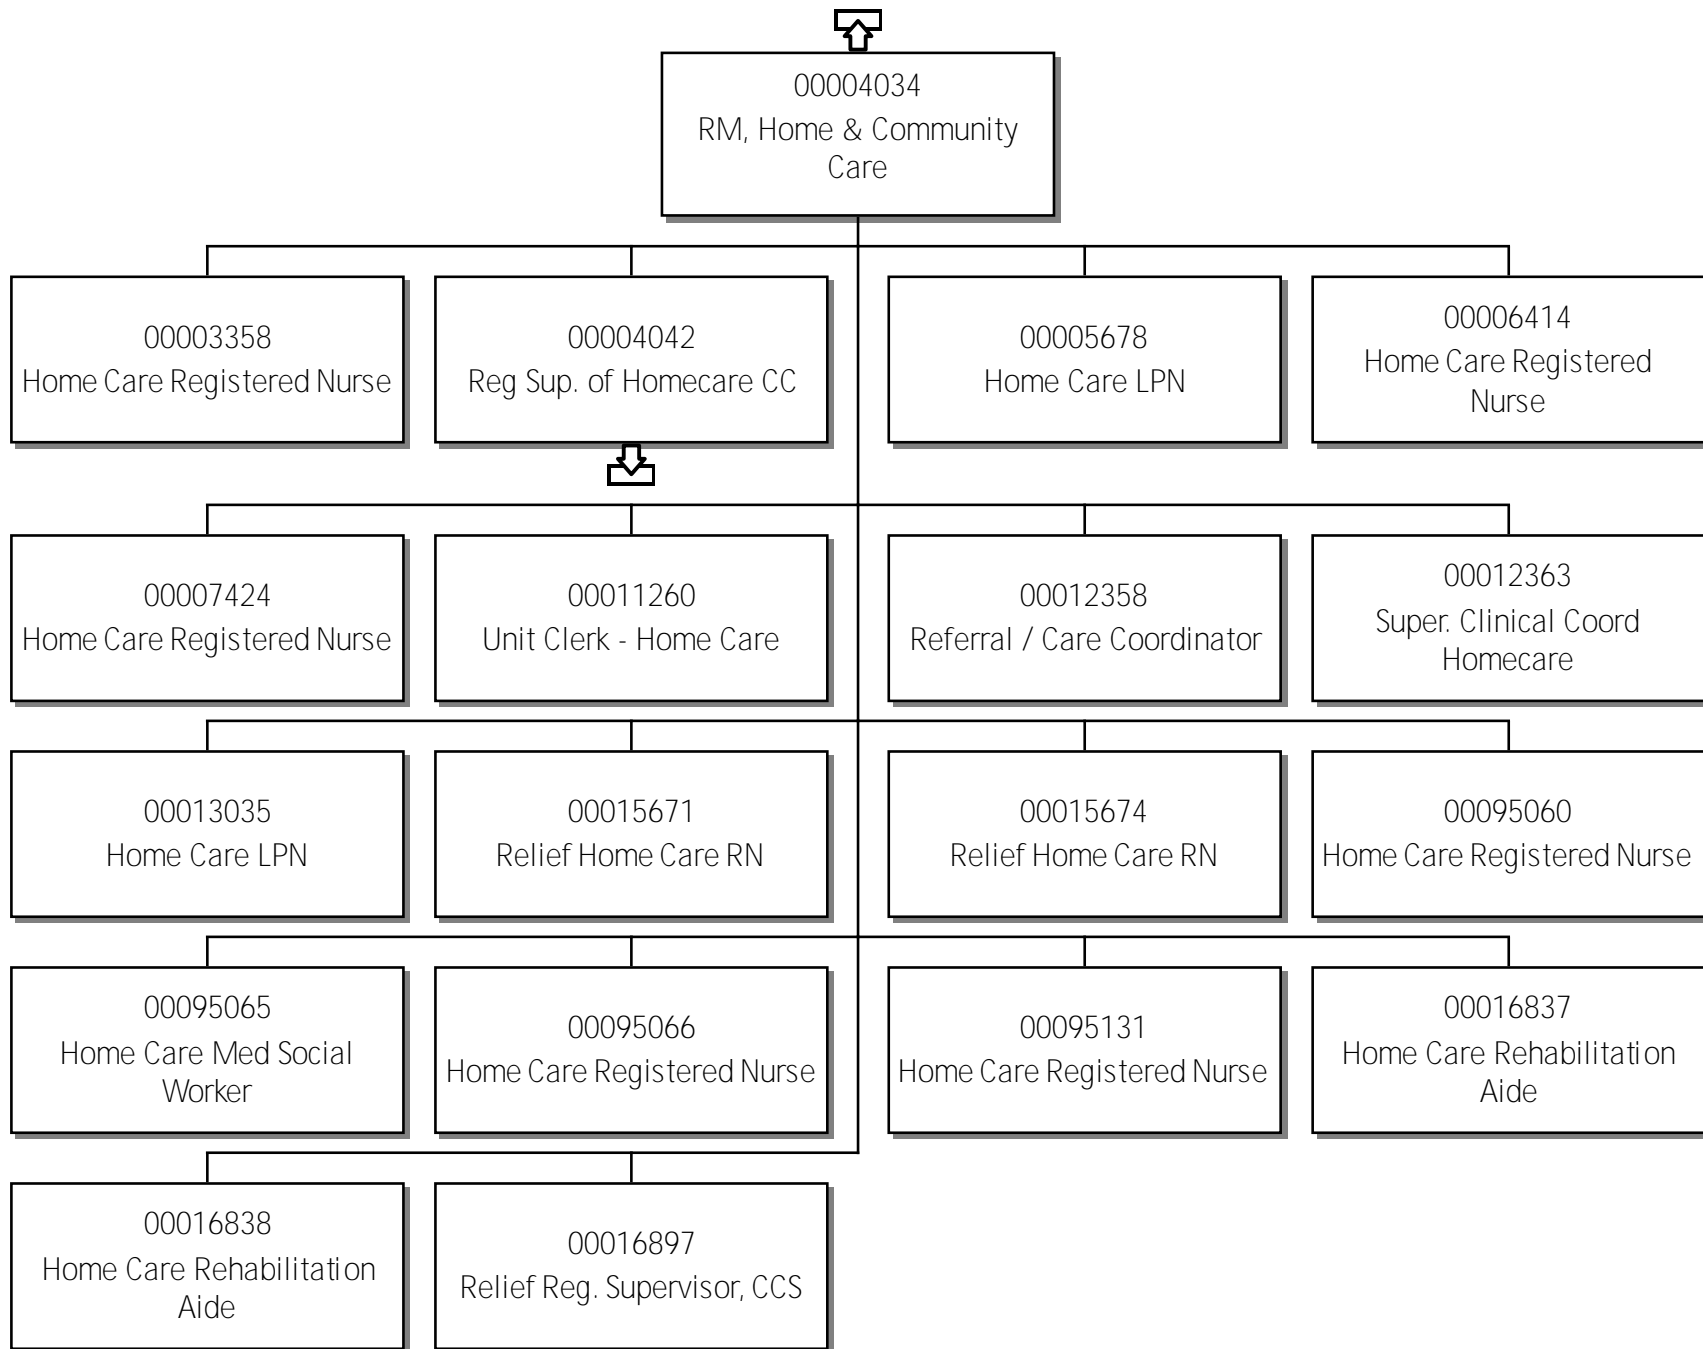 00004034
RM, Home & Community
Care
00003358
Home Care Registered Nurse
00004042
Reg Sup. of Homecare CC
00005678
Home Care LPN
00006414
Home Care Registered
Nurse
00007424
Home Care Registered Nurse
00011260
Unit Clerk - Home Care
00012358
Referral / Care Coordinator
00012363
Super. Clinical Coord
Homecare
00013035
Home Care LPN
00015671
Relief Home Care RN
00015674
Relief Home Care RN
00095060
Home Care Registered Nurse
00095065
Home Care Med Social
Worker
00095066
Home Care Registered Nurse
00095131
Home Care Registered Nurse
00016837
Home Care Rehabilitation
Aide
00016838
Home Care Rehabilitation
Aide
00016897
Relief Reg. Supervisor, CCS